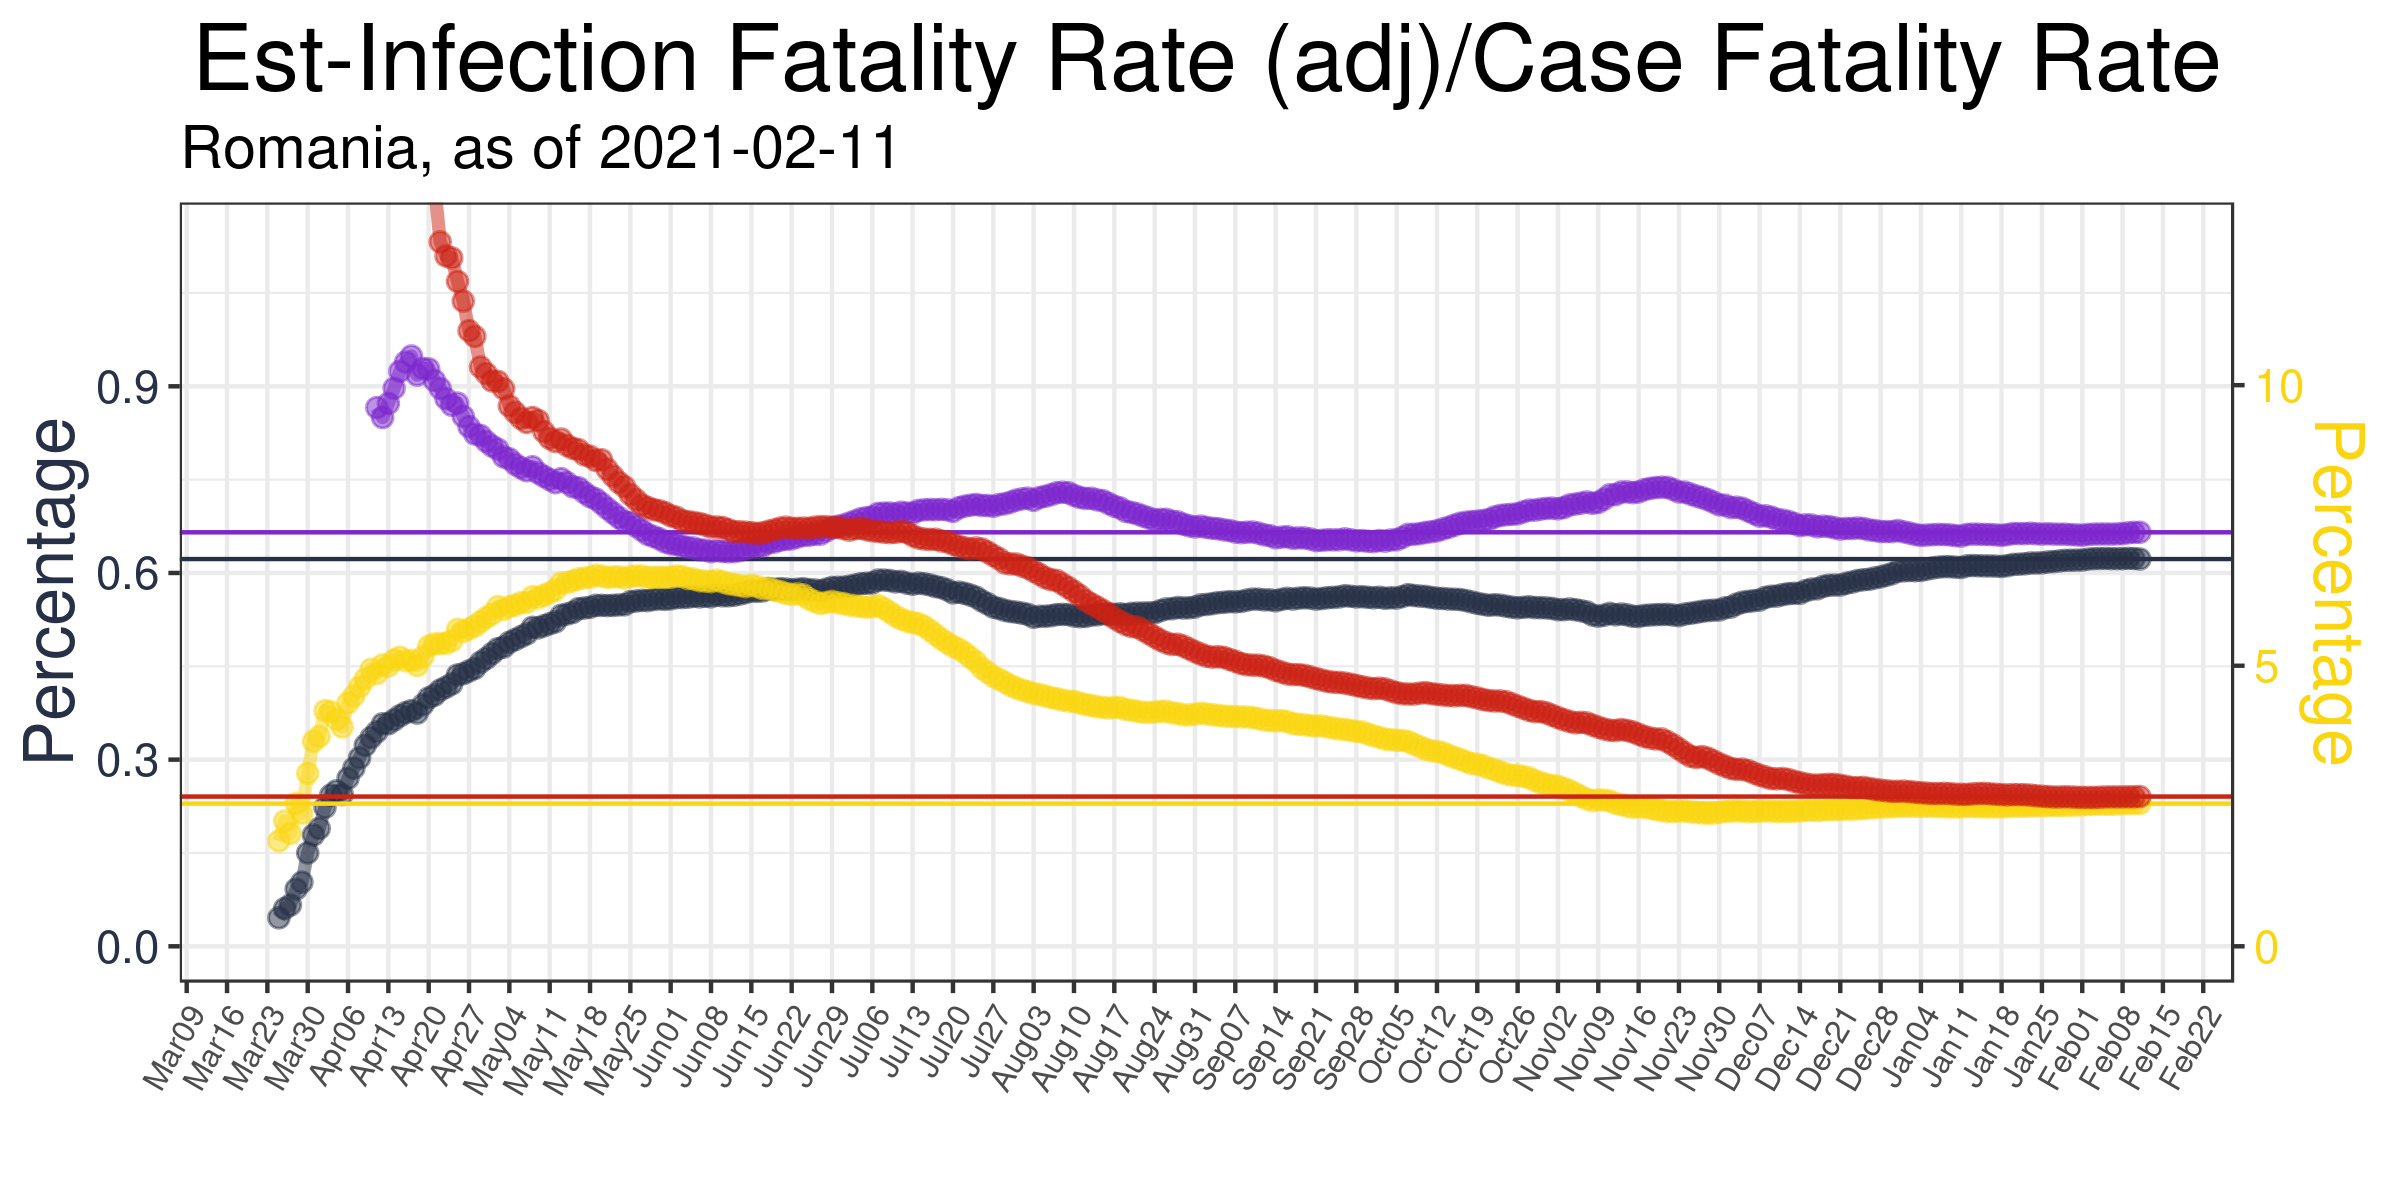 Est-Infection Fatality Rate (adj)/Case Fatality Rate
Romania, as of 2021-02-11
Percentage
0.9
0.6
0.3
0.0
10
5
0
Percentage
Mar09
Mar16
Mar23
Mar30
Apr06
Apr13
Apr20
Apr27
May04
May11
May18
May25
Jun01
Jun08
Jun15
Jun22
Jun29
Jul06
Jul13
Jul20
Jul27
Aug03
Aug10
Aug17
Aug24
Aug31
Sep07
Sep14
Sep21
Sep28
Oct05
Oct12
Oct19
Oct26
Nov02
Nov09
Nov16
Nov23
Nov30
Dec07
Dec14
Dec21
Dec28
Jan04
Jan11
Jan18
Jan25
Feb01
Feb08
Feb15
Feb22